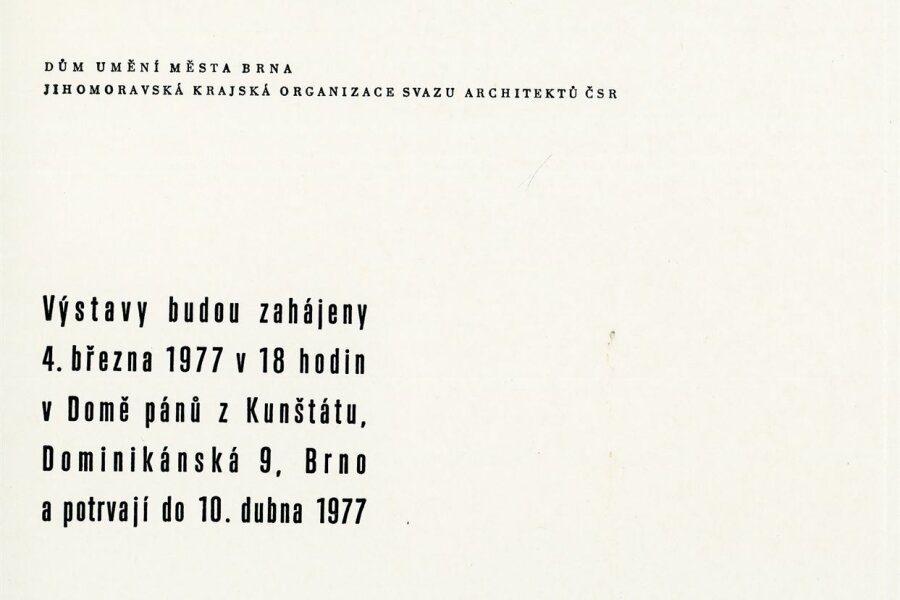 DŮM UMĚNÍ MĚSTA BRNA
JIHOMORAVSKÁ KRAJSKÁ ORGANIZACE SVAZU ARCHITEKTŮ ČSR
Výstavy budou zahájeny
4. března 1977 v 18 hodin
v Domě pánů z Kunštátu,
Dominikánská 9, Brno
a potrvají do 10. dubna 1977